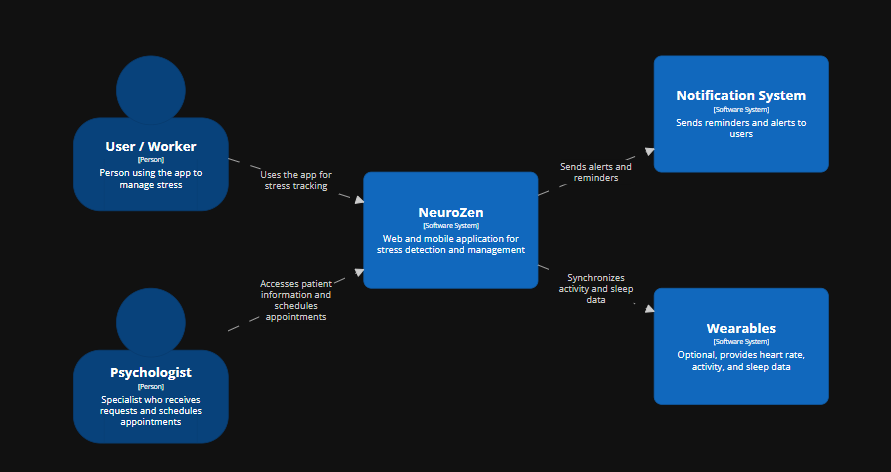 User / Worker
[Person]
Person using the app to
manage stress
Uses the app for
stress tracking
Psychologist
[Person]
Specialist who receives
requests and schedules
appointments
Accesses patient
information and
schedules
appointments
NeuroZen
[Software System]
Web and mobile application for
stress detection and management
Sends alerts and
reminders
Notification System
[Software System]
Sends reminders and alerts to
users
Synchronizes
activity and sleep
data
Wearables
[Software System]
Optional, provides heart rate,
activity, and sleep data